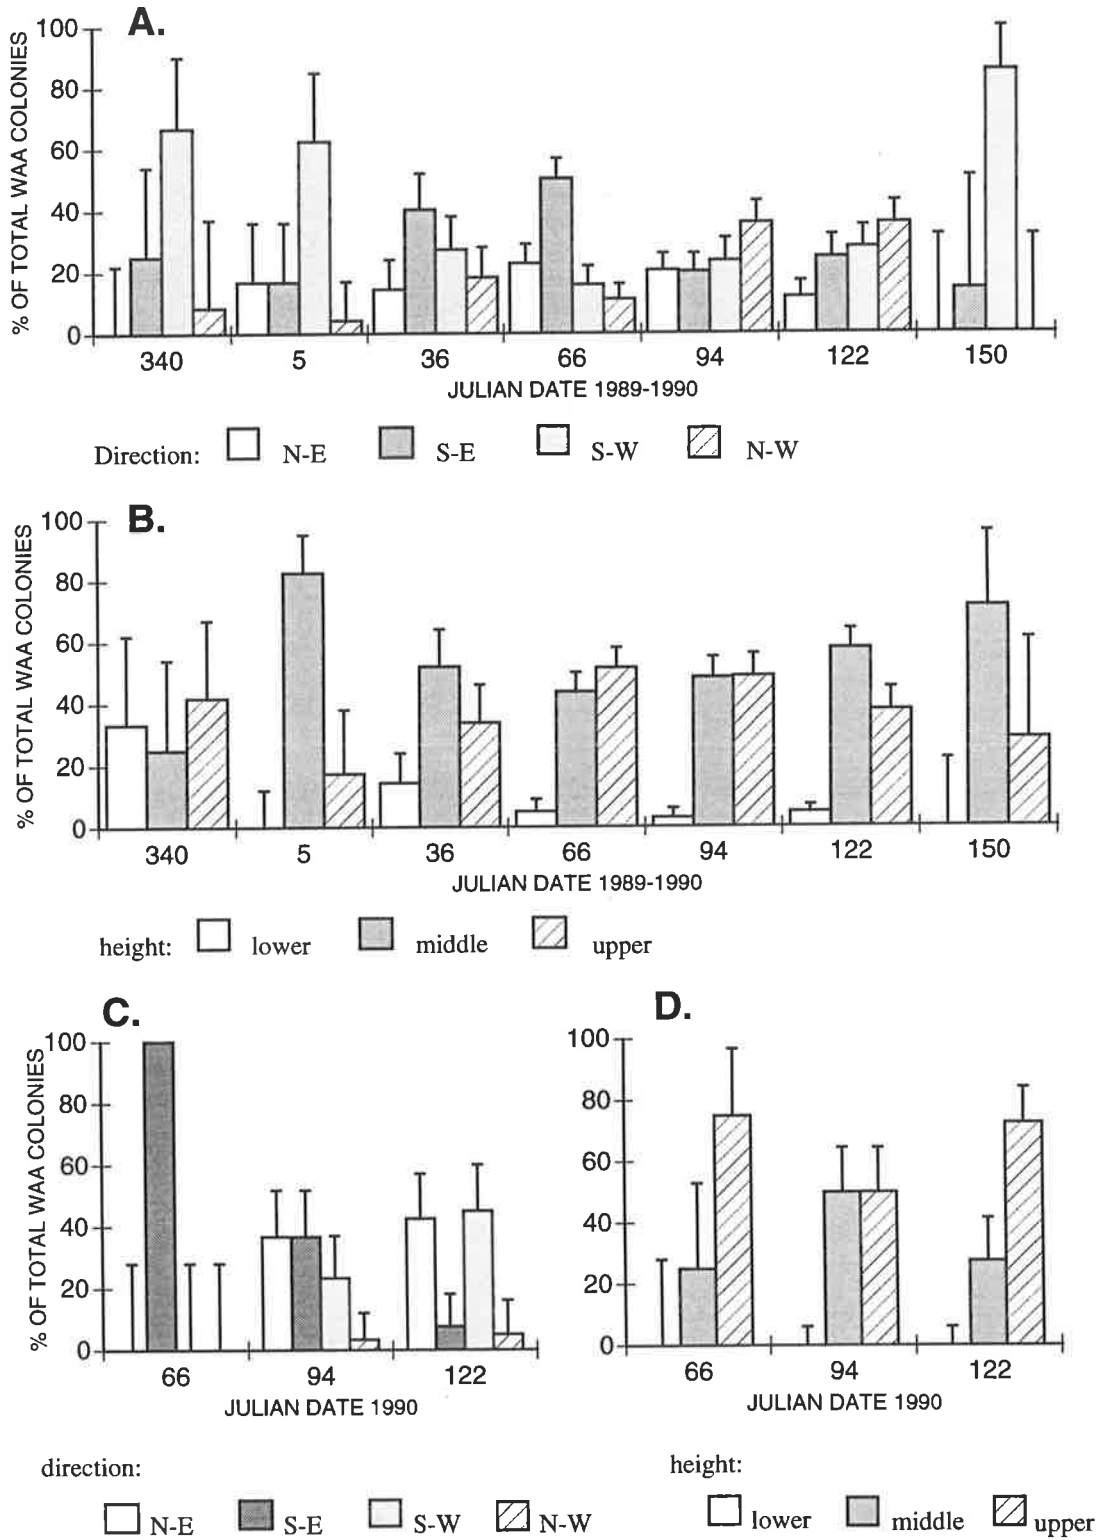 A.
% OF TOTAL WAA COLONIES
100
80
60
40
20
0
340 5 36 66 94 122 150
JULIAN DATE 1989-1990
Direction: N-E S-E S-W N-W
B.
% OF TOTAL WAA COLONIES
100
80
60
40
20
0
340 5 36 66 94 122 150
JULIAN DATE 1989-1990
height: lower middle upper
C.
% OF TOTAL WAA COLONIES
100
80
60
40
20
0
66 94 122
JULIAN DATE 1990
direction:
N-E S-E S-W N-W
D.
100
80
60
40
20
0
66 94 122
JULIAN DATE 1990
height:
lower middle upper